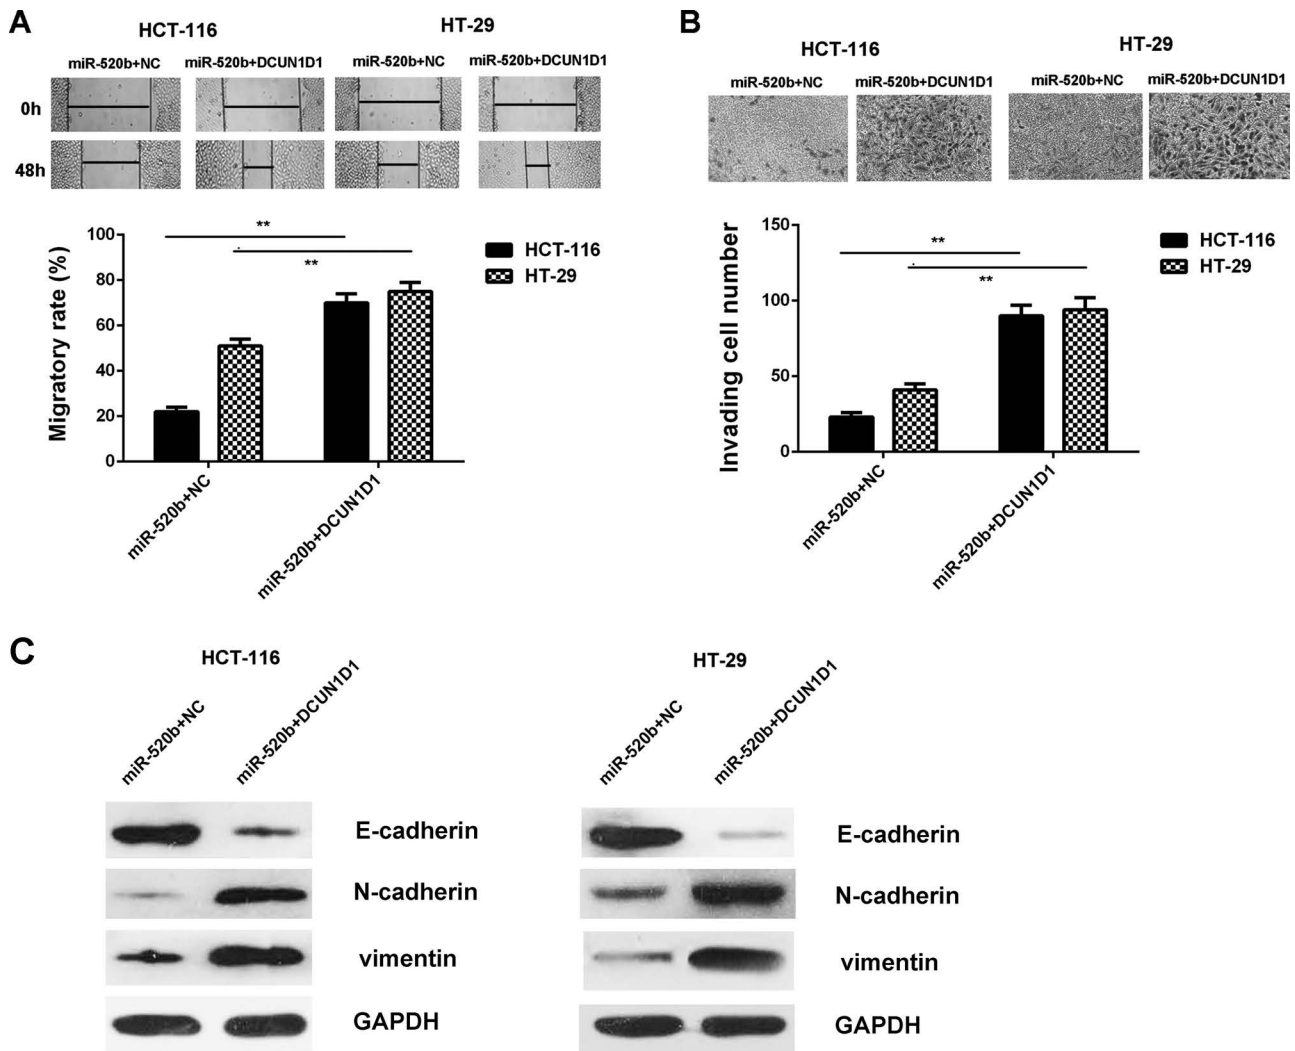 A
HCT-116
HT-29
miR-520b+NC
miR-520b+DCUN1D1
miR-520b+NC
miR-520b+DCUN1D1
0h
48h
Migratory rate (%)
100
80
60
40
20
0
**
**
HCT-116
HT-29
miR-520b+NC
miR-520b+DCUN1D1
B
HCT-116
HT-29
miR-520b+NC
miR-520b+DCUN1D1
miR-520b+NC
miR-520b+DCUN1D1
Invading cell number
150
100
50
0
**
**
HCT-116
HT-29
miR-520b+NC
miR-520b+DCUN1D1
C
HCT-116
miR-520b+NC
miR-520b+DCUN1D1
E-cadherin
N-cadherin
vimentin
GAPDH
HT-29
miR-520b+NC
miR-520b+DCUN1D1
E-cadherin
N-cadherin
vimentin
GAPDH